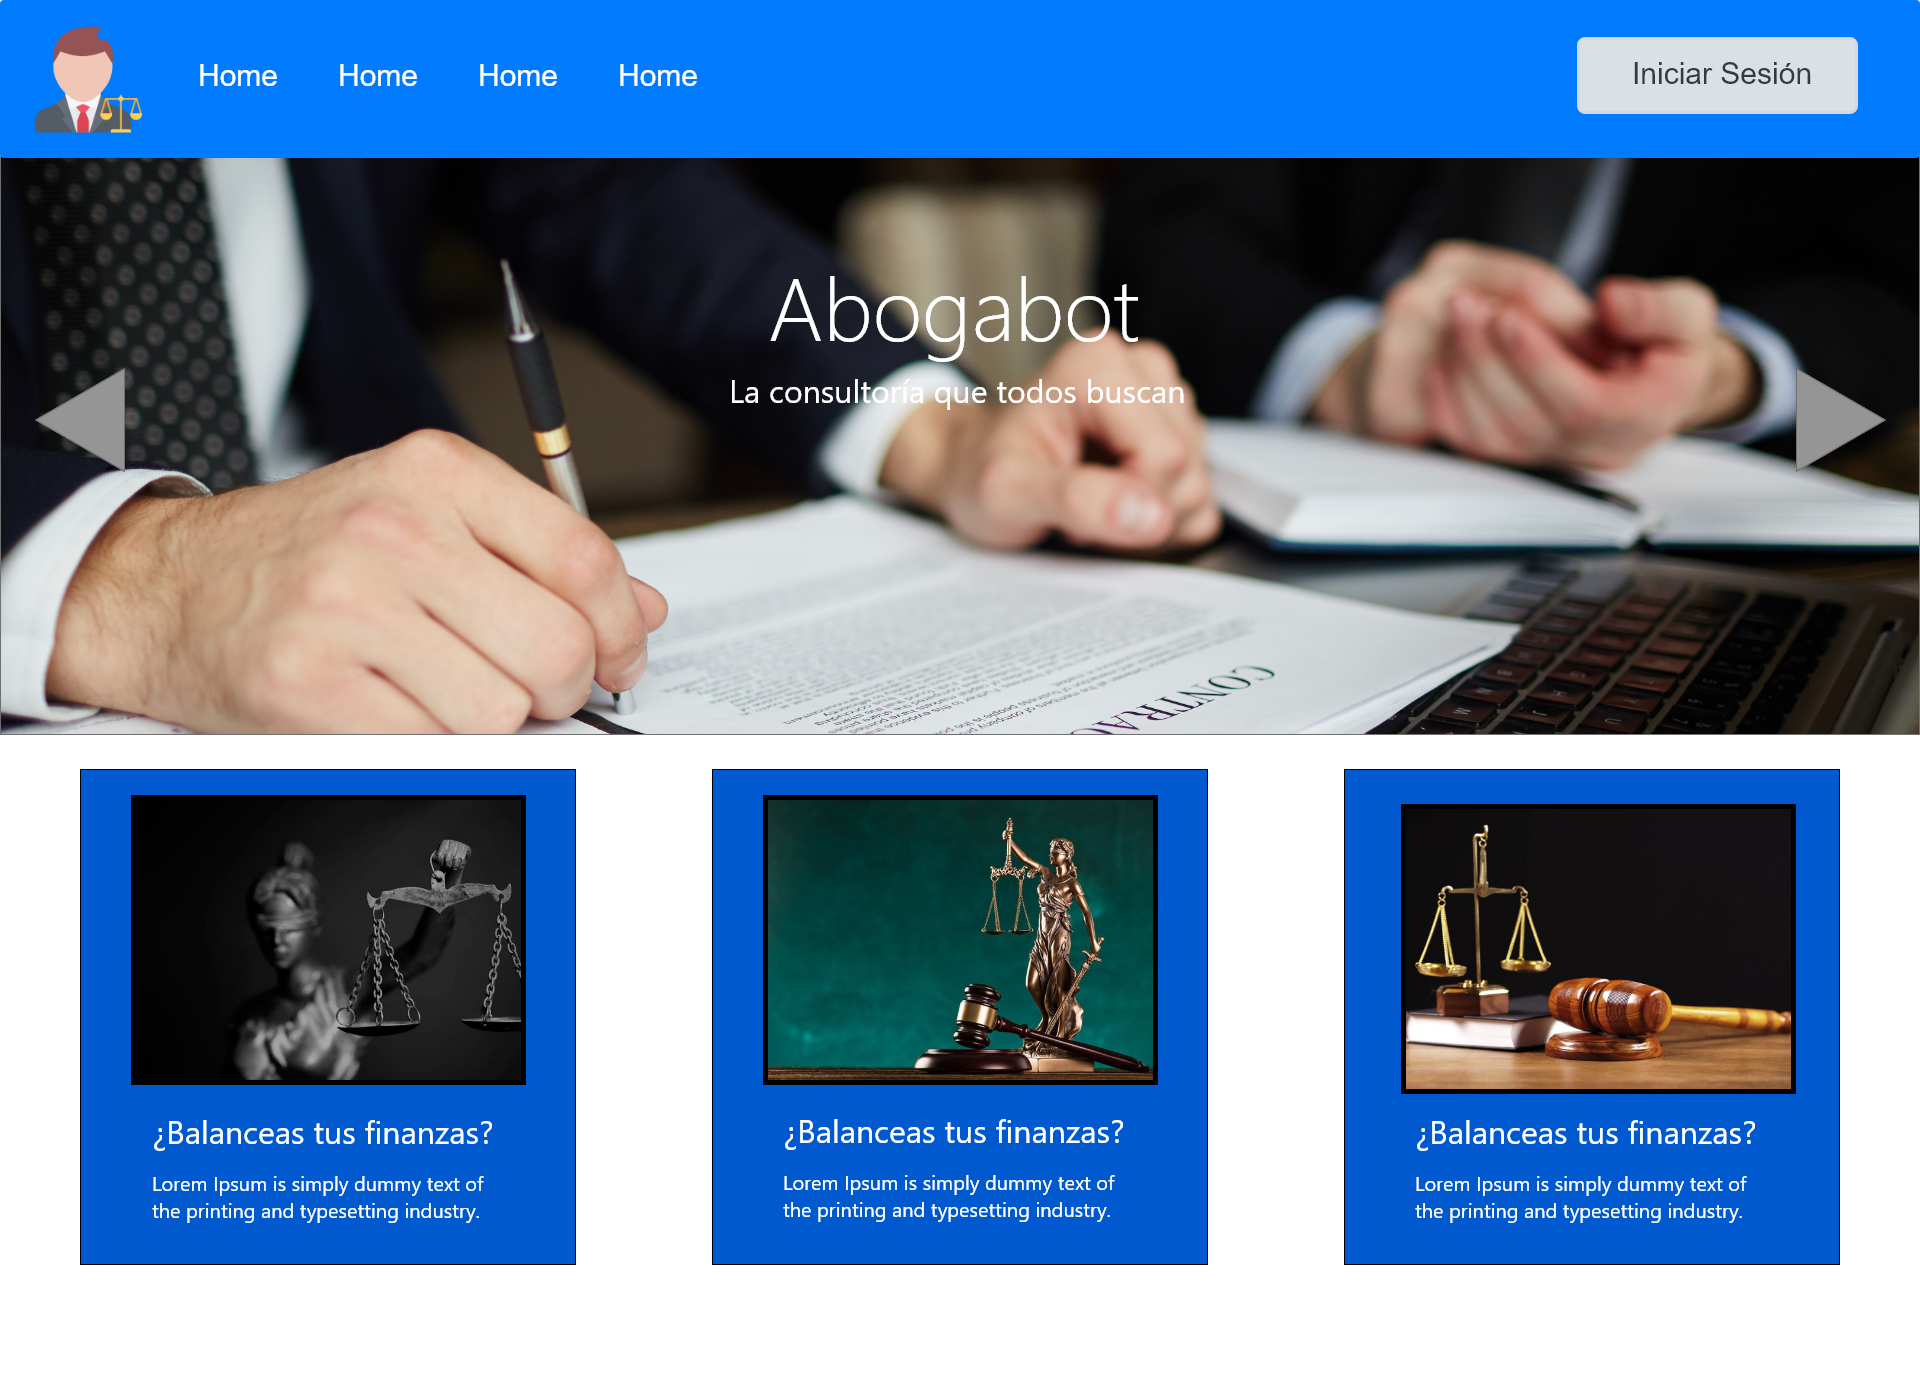 Home Home Home Home Iniciar Sesión
Abogabot
La consultoría que todos buscan
CONTRAC
¿Balanceas tus finanzas?
Lorem Ipsum is simply dummy text of
the printing and typesetting industry.
¿Balanceas tus finanzas?
Lorem Ipsum is simply dummy text of
the printing and typesetting industry.
¿Balanceas tus finanzas?
Lorem Ipsum is simply dummy text of
the printing and typesetting industry.